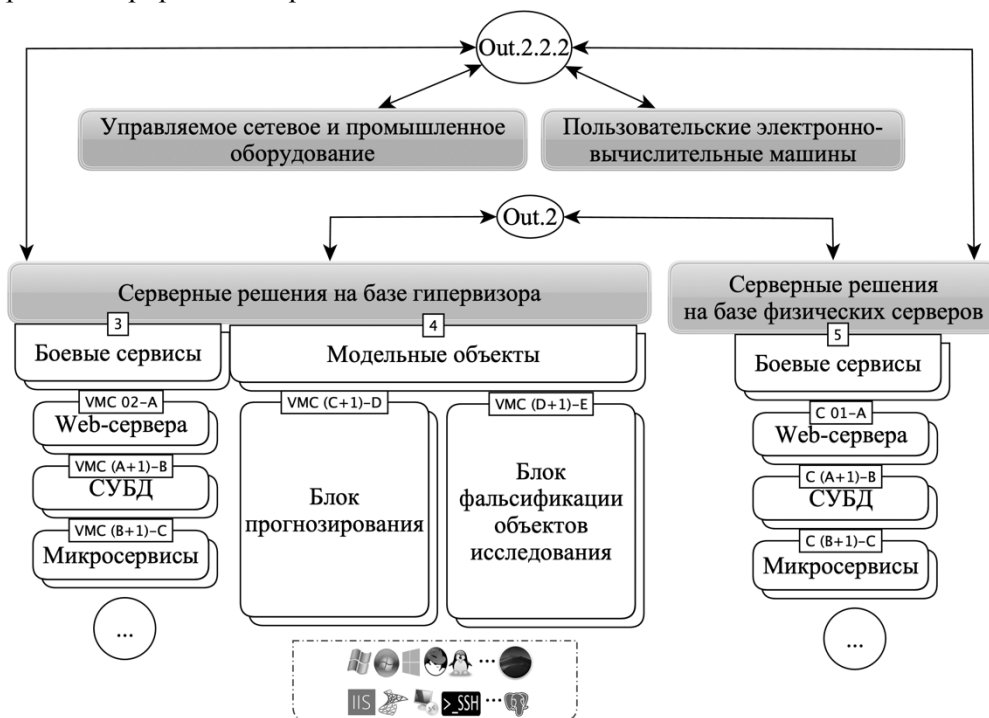 Out.2.2.2
Управляемое сетевое и промышленное
оборудование
Пользовательские электронно-
вычислительные машины
Out.2
Серверные решения на базе гипервизора
Серверные решения
на базе физических серверов
3
Боевые сервисы
4
Модельные объекты
5
Боевые сервисы
VMC 02-A
Web-сервера
VMC (A+1)-B
СУБД
VMC (B+1)-C
Микросервисы
...
VMC (C+1)-D
Блок
прогнозирования
VMC (D+1)-E
Блок
фальсификации
объектов
исследования
C 01-A
Web-сервера
C (A+1)-B
СУБД
C (B+1)-C
Микросервисы
...
...
IIS
>_SSH
...